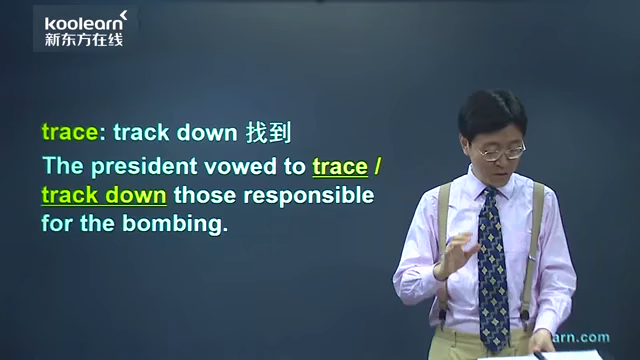 koolearn
新东方在线
trace: track down 找到
The president vowed to trace /
track down those responsible
for the bombing.
arn.com